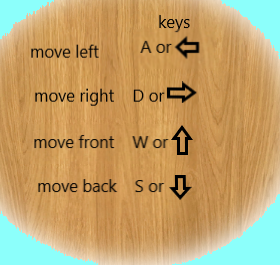 keys
move left A or ⇦
move right D or ⇨
move front W or ⇧
move back S or ⇩